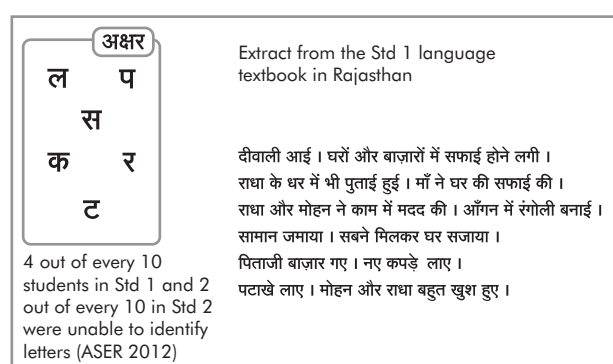 अक्षर
ल प
स
क र
ट
4 out of every 10
students in Std 1 and 2
out of every 10 in Std 2
were unable to identify
letters (ASER 2012)
Extract from the Std 1 language
textbook in Rajasthan
दीवाली आई । घरों और बाज़ारों में सफाई होने लगी ।
राधा के धर में भी पुताई हुई । माँ ने घर की सफाई की ।
राधा और मोहन ने काम में मदद की । आँगन में रंगोली बनाई ।
सामान जमाया । सबने मिलकर घर सजाया ।
पिताजी बाज़ार गए । नए कपड़े लाए ।
पटाखे लाए । मोहन और राधा बहुत खुश हुए ।